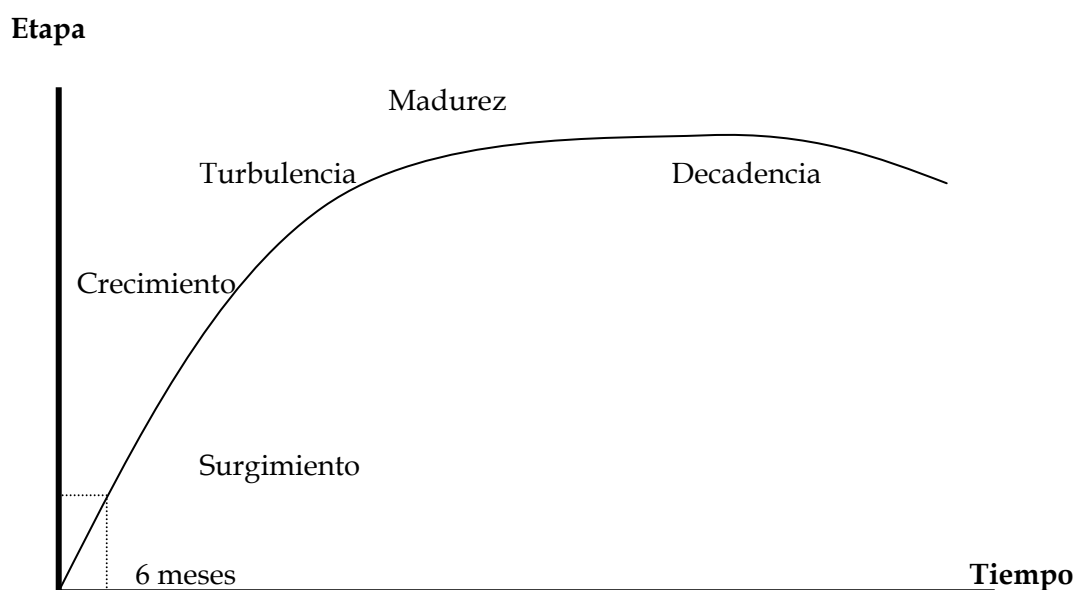 Etapa
Madurez
Turbulencia
Decadencia
Crecimiento
Surgimiento
6 meses
Tiempo